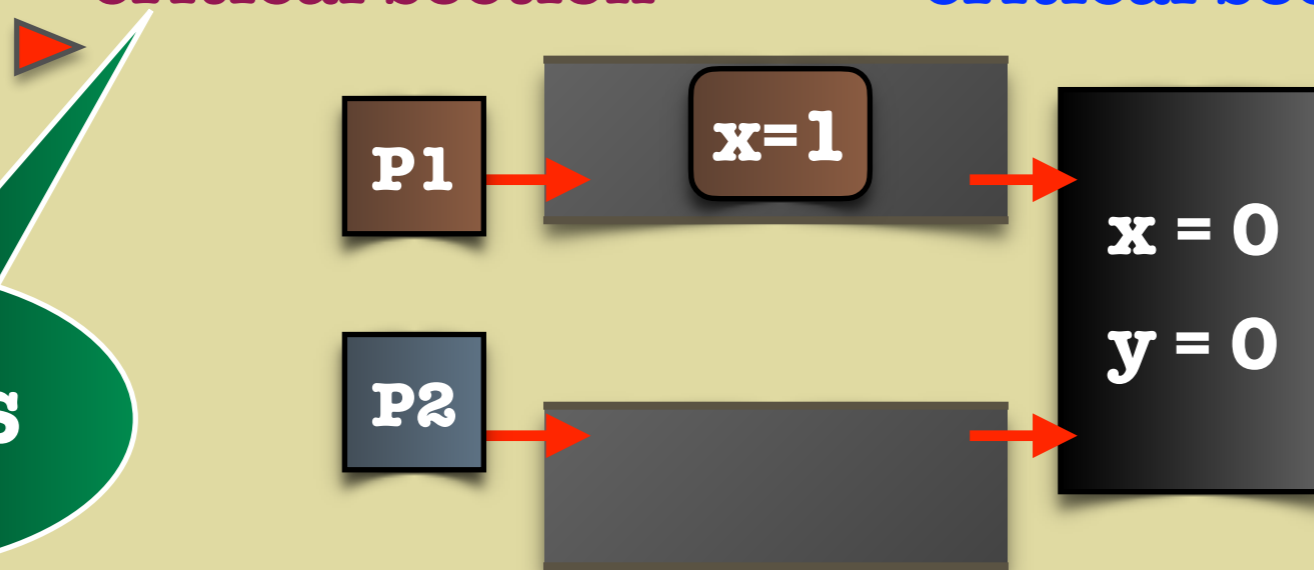 P1
x=1
x = 0
y = 0
P2
s